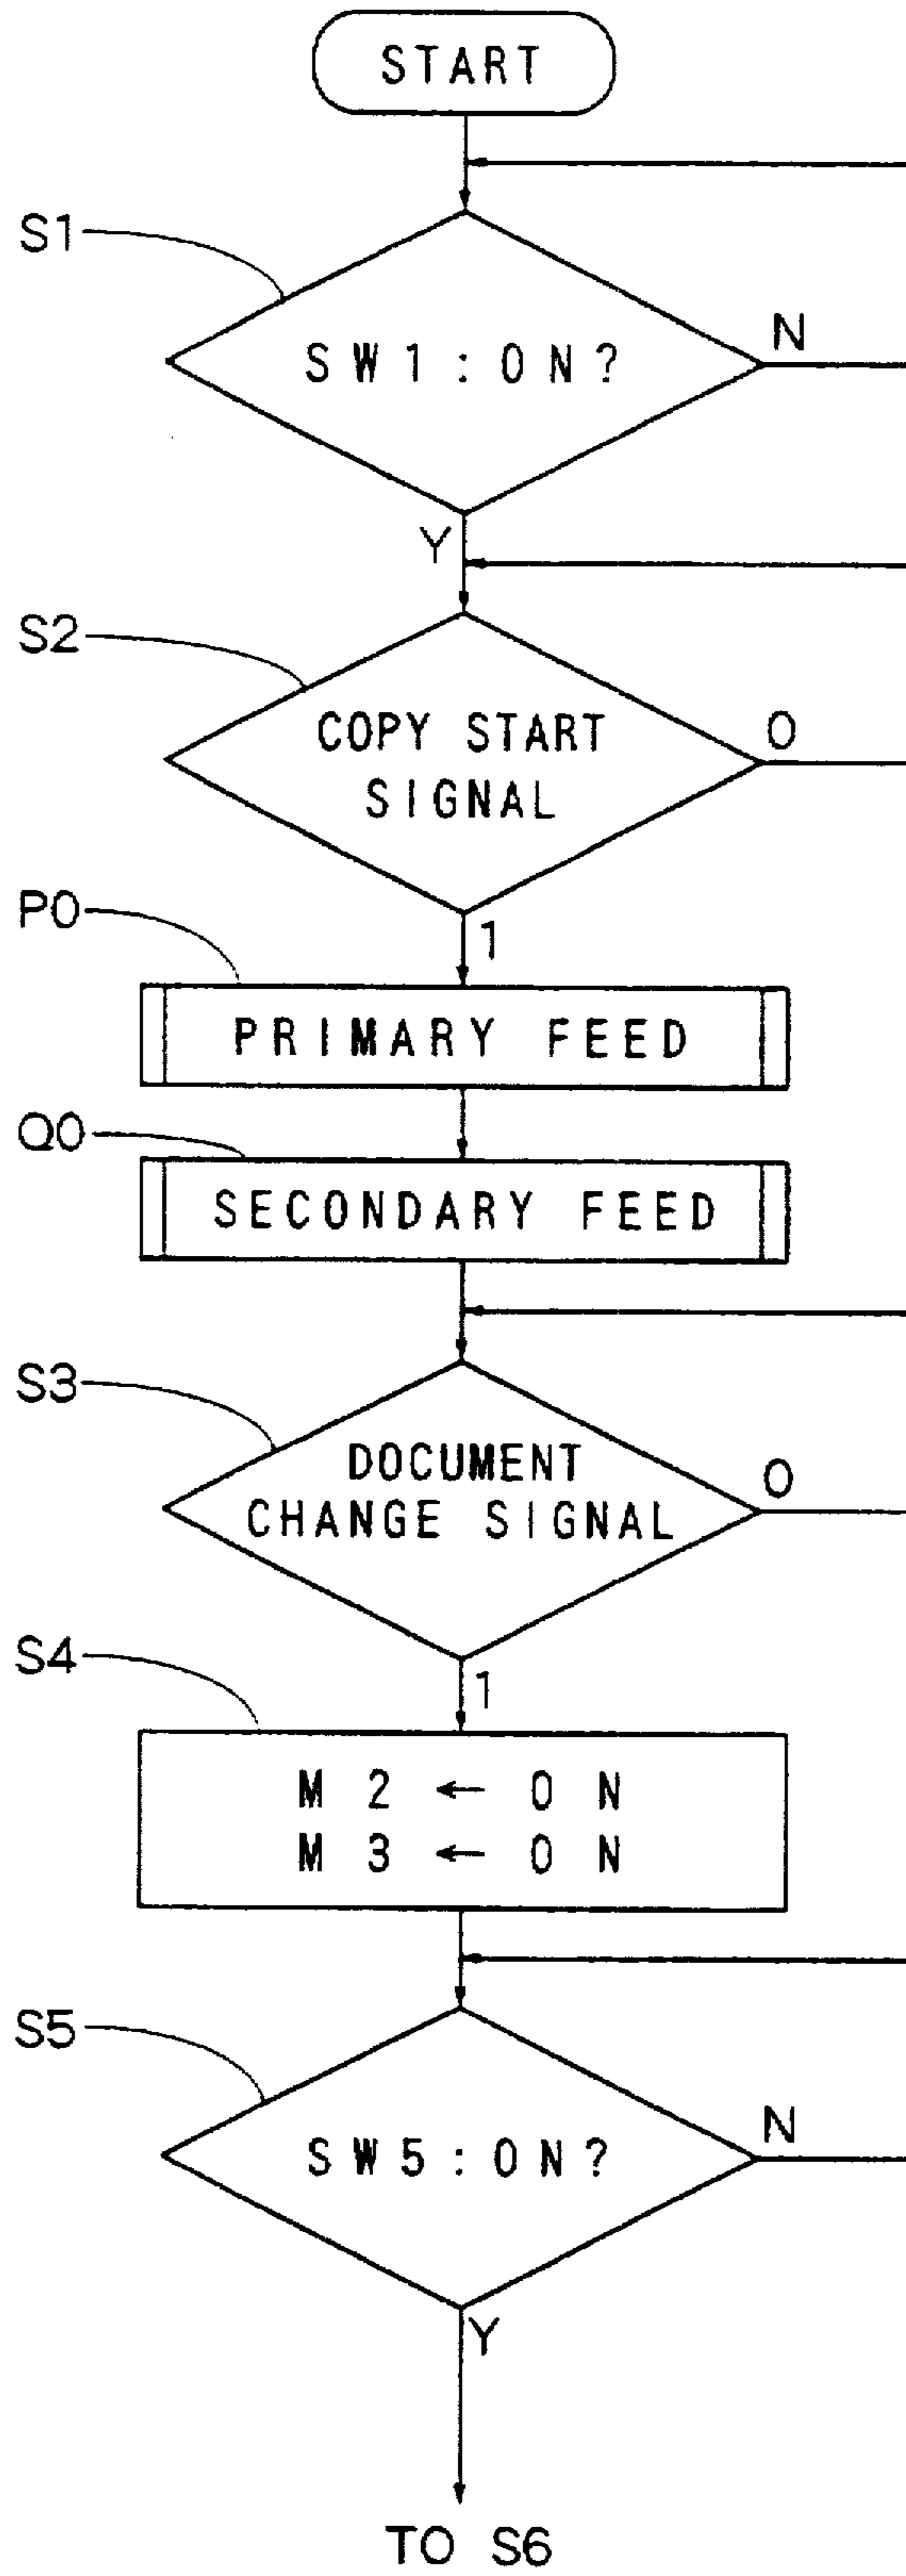 START
S1
SW1:ON?
N
Y
S2
COPY START
SIGNAL
0
P0
1
PRIMARY FEED
Q0
SECONDARY FEED
S3
DOCUMENT
CHANGE SIGNAL
0
S4
1
M2 ← ON
M3 ← ON
S5
SW5:ON?
N
Y
TO S6